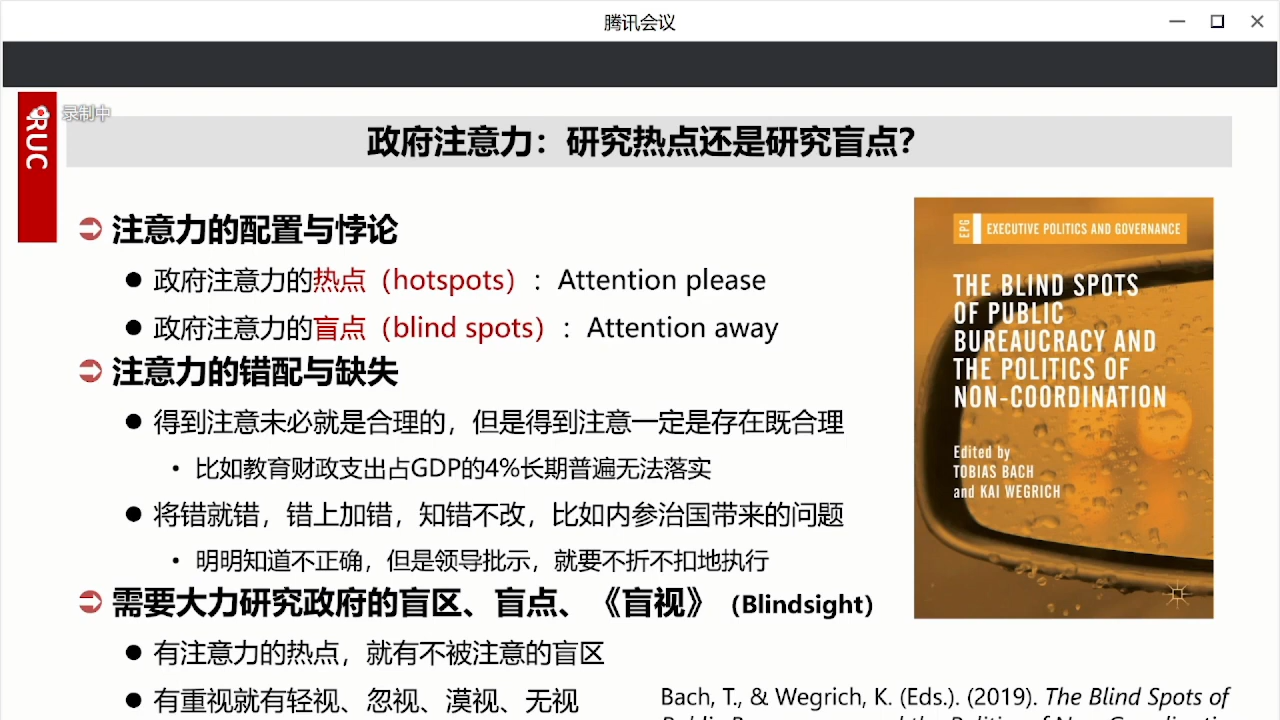 腾讯会议
RUC
录制中
政府注意力：研究热点还是研究盲点？
注意力的配置与悖论
政府注意力的热点（hotspots）：Attention please
政府注意力的盲点（blind spots）：Attention away
注意力的错配与缺失
得到注意未必就是合理的，但是得到注意一定是存在既合理
比如教育财政支出占GDP的4%长期普遍无法落实
将错就错，错上加错，知错不改，比如内参治国带来的问题
明明知道不正确，但是领导批示，就要不折不扣地执行
需要大力研究政府的盲区、盲点、《盲视》（Blindsight）
有注意力的热点，就有不被注意的盲区
有重视就有轻视、忽视、漠视、无视
EPG
EXECUTIVE POLITICS AND GOVERNANCE
THE BLIND SPOTS
OF PUBLIC
BUREAUCRACY AND
THE POLITICS OF
NON-COORDINATION
Edited by
TOBIAS BACH
and KAI WEGRICH
Bach, T., & Wegrich, K. (Eds.). (2019). The Blind Spots of